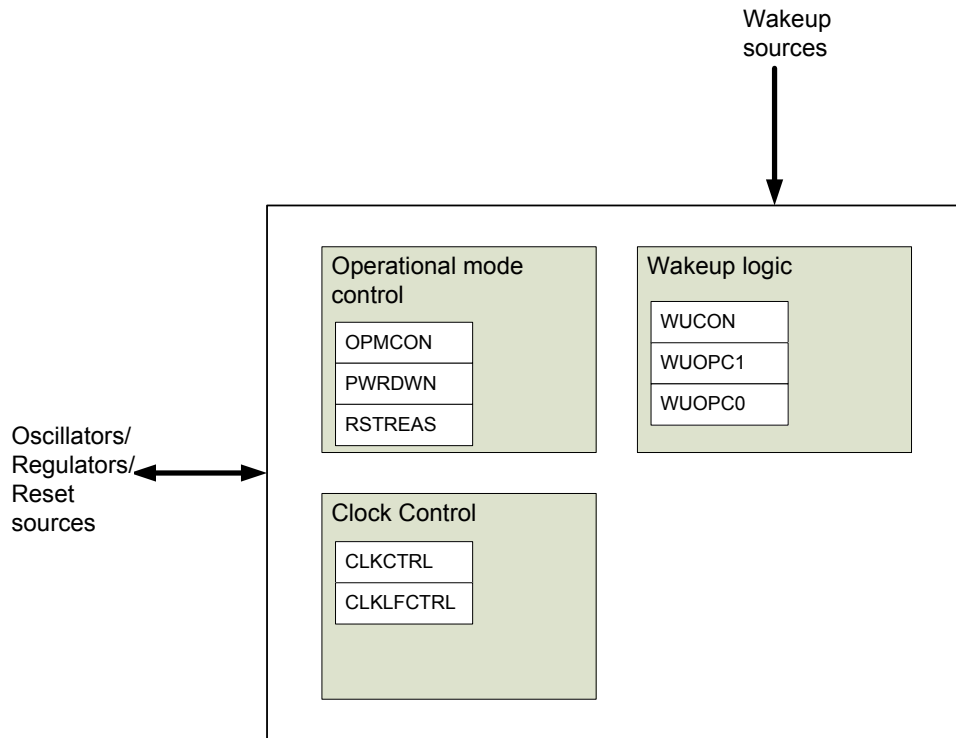 Wakeup
sources
Operational mode
control
OPMCON
PWRDWN
RSTREAS
Wakeup logic
WUCON
WUOPC1
WUOPC0
Oscillators/
Regulators/
Reset
sources
Clock Control
CLKCTRL
CLKLFCTRL